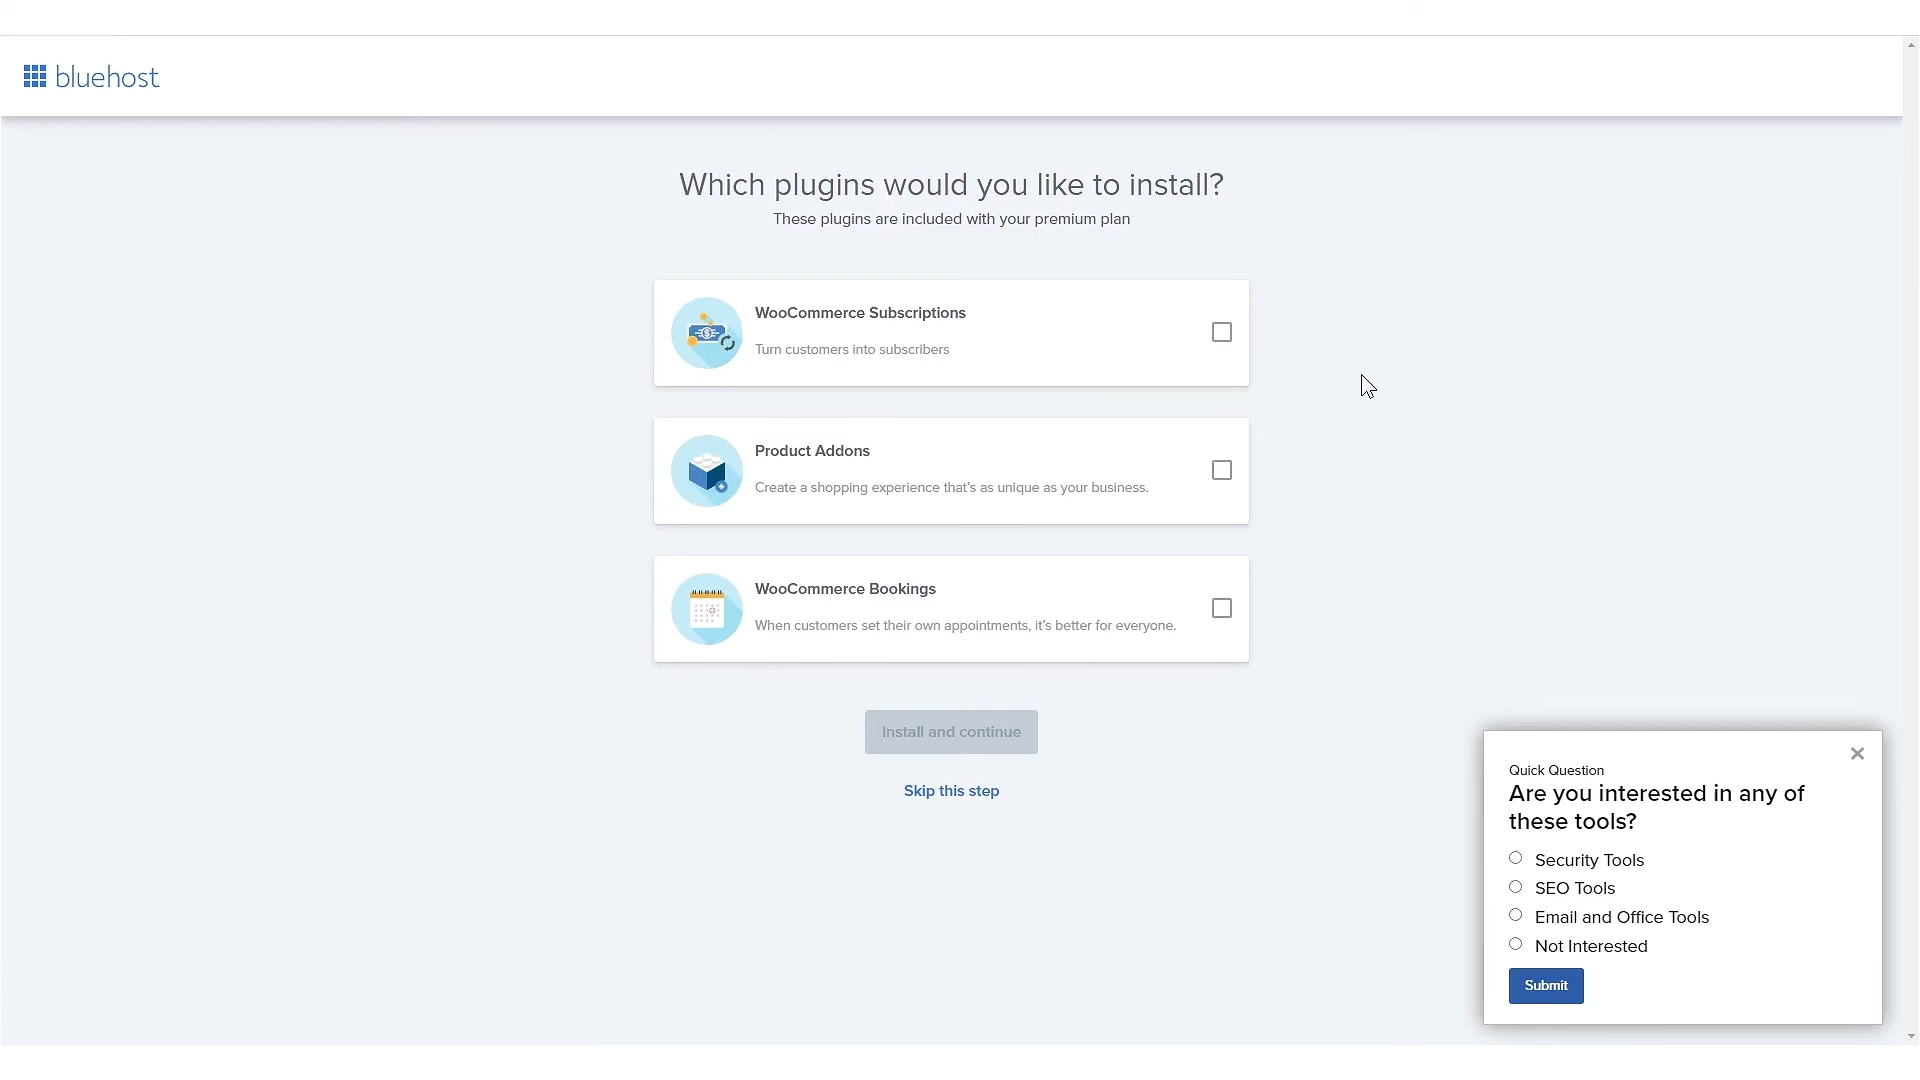 bluehost
Which plugins would you like to install?
These plugins are included with your premium plan
WooCommerce Subscriptions
Turn customers into subscribers
Product Addons
Create a shopping experience that's as unique as your business.
WooCommerce Bookings
When customers set their own appointments, it's better for everyone.
Install and continue
Skip this step
Quick Question
Are you interested in any of
these tools?
Security Tools
SEO Tools
Email and Office Tools
Not Interested
Submit